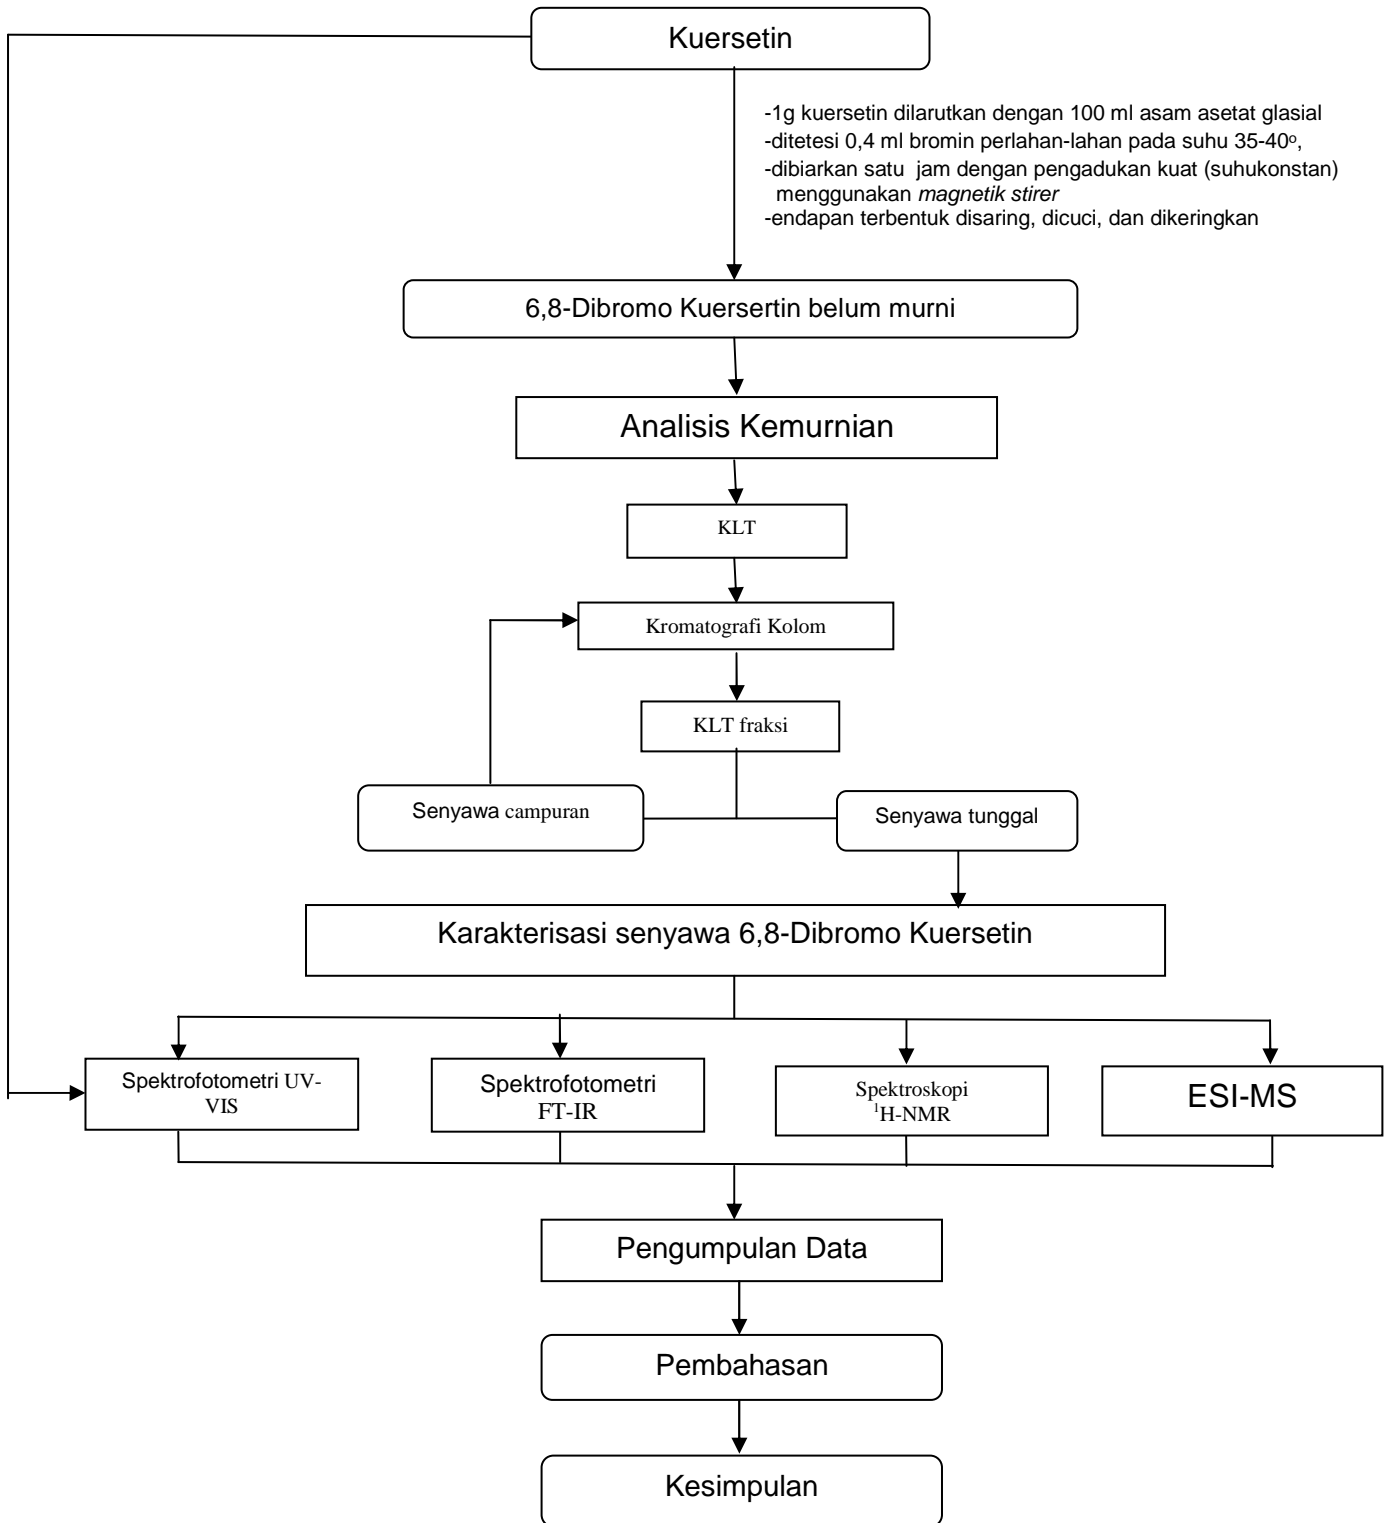 Kuersetin
-1g kuersetin dilarutkan dengan 100 ml asam asetat glasial
-ditetesi 0,4 ml bromin perlahan-lahan pada suhu 35-40º,
-dibiarkan satu jam dengan pengadukan kuat (suhukonstan)
menggunakan magnetik stirer
-endapan terbentuk disaring, dicuci, dan dikeringkan
6,8-Dibromo Kuersertin belum murni
Analisis Kemurnian
KLT
Kromatografi Kolom
KLT fraksi
Senyawa campuran
Senyawa tunggal
Karakterisasi senyawa 6,8-Dibromo Kuersetin
Spektrofotometri UV-
VIS
Spektrofotometri
FT-IR
Spektroskopi
¹H-NMR
ESI-MS
Pengumpulan Data
Pembahasan
Kesimpulan